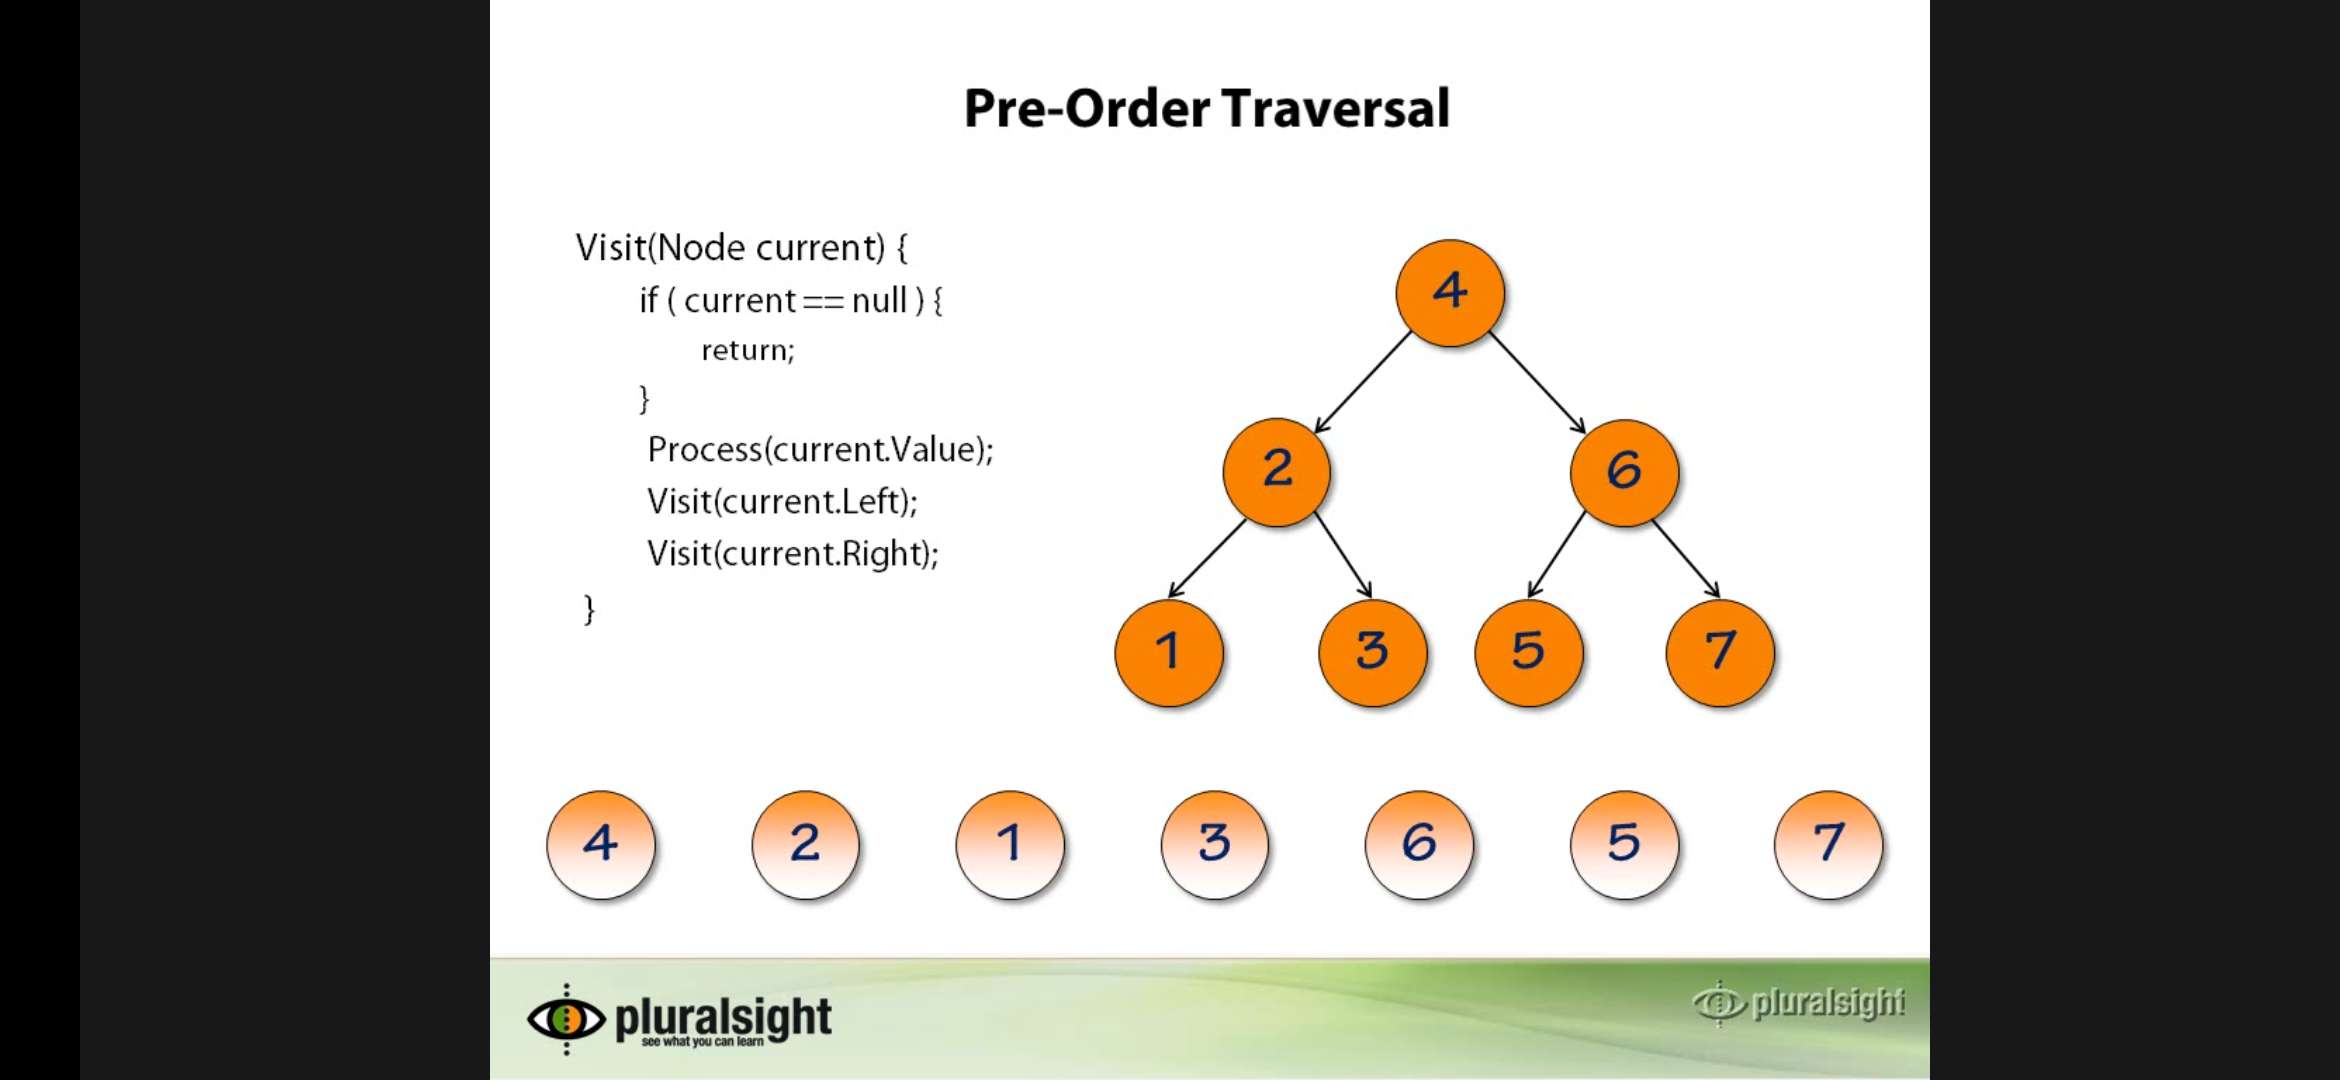 Pre-Order Traversal
Visit(Node current) {
if ( current == null ) {
return;
}
Process(current.Value);
Visit(current.Left);
Visit(current.Right);
}
4
2
6
1
3
5
7
4 2 1 3 6 5 7
pluralsight
see what you can learn
pluralsight